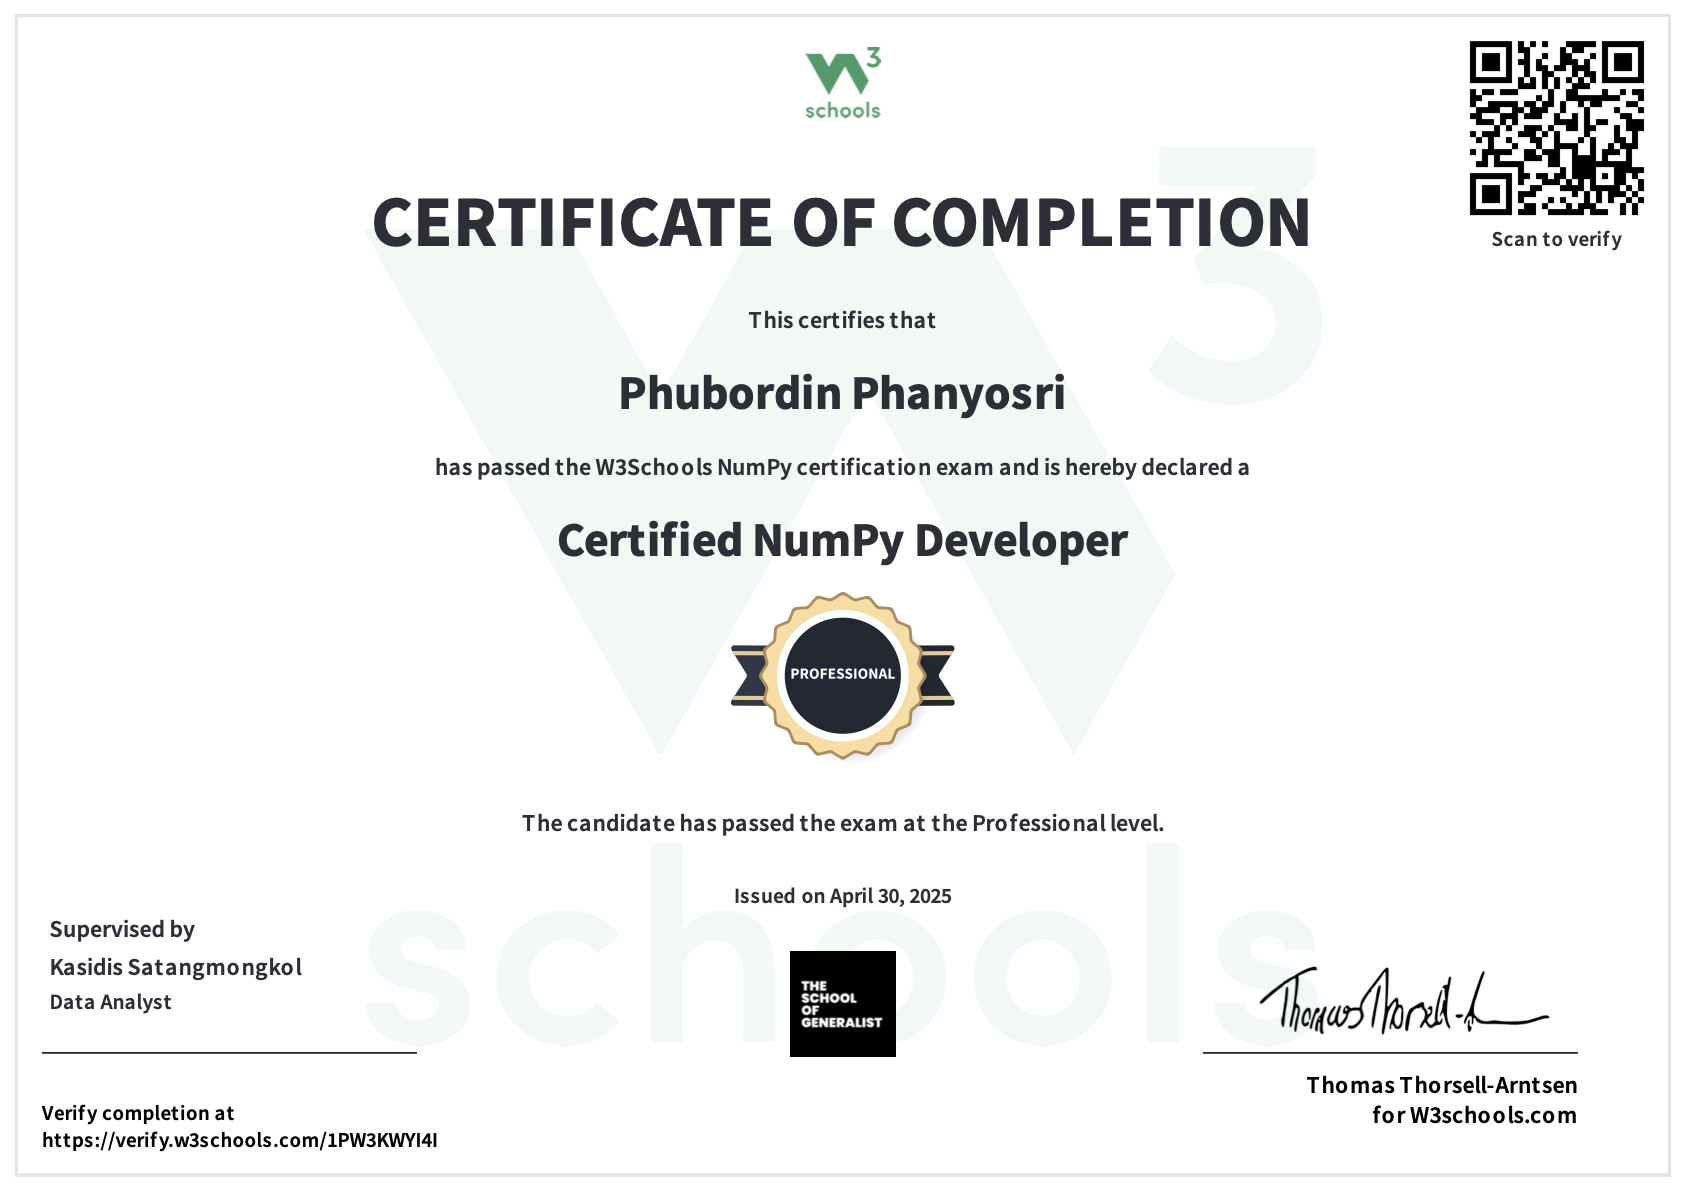 W3
schools
Scan to verify
CERTIFICATE OF COMPLETION
This certifies that
Phubordin Phanyosri
has passed the W3Schools NumPy certification exam and is hereby declared a
Certified NumPy Developer
PROFESSIONAL
The candidate has passed the exam at the Professional level.
Issued on April 30, 2025
Supervised by
Kasidis Satangmongkol
Data Analyst
THE
SCHOOL
OF
GENERALIST
Thomas Thorsell-A
Thomas Thorsell-Arntsen
for W3schools.com
Verify completion at
https://verify.w3schools.com/1PW3KWYI4I
3
schools